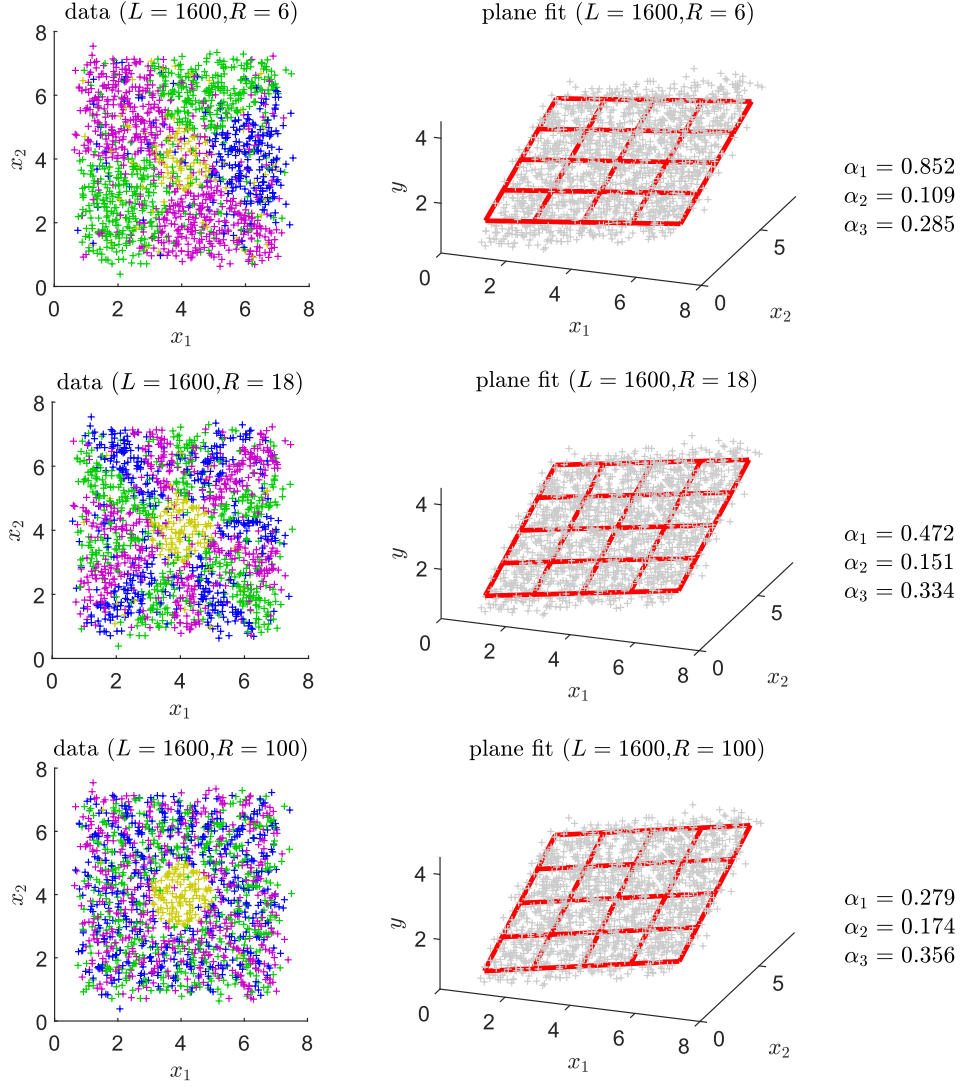 data (L = 1600,R = 6)
8
6
4
2
0
x₂
0 2 4 6 8
x₁
plane fit (L = 1600,R = 6)
4
2
y
0 2 4 6 8
x₁
0 5
x₂
α₁ = 0.852
α₂ = 0.109
α₃ = 0.285
data (L = 1600,R = 18)
8
6
4
2
0
x₂
0 2 4 6 8
x₁
plane fit (L = 1600,R = 18)
4
2
y
0 2 4 6 8
x₁
0 5
x₂
α₁ = 0.472
α₂ = 0.151
α₃ = 0.334
data (L = 1600,R = 100)
8
6
4
2
0
x₂
0 2 4 6 8
x₁
plane fit (L = 1600,R = 100)
4
2
y
0 2 4 6 8
x₁
0 5
x₂
α₁ = 0.279
α₂ = 0.174
α₃ = 0.356